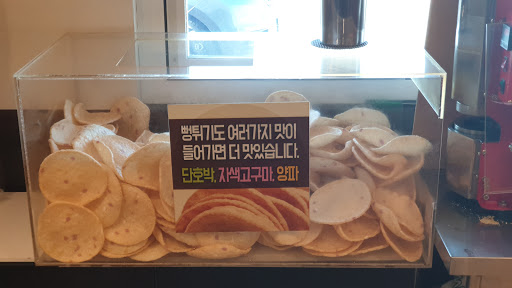 뻥튀기도 여러가지 맛이
들어가면 더 맛있습니다.
단호박, 자색고구마, 양파